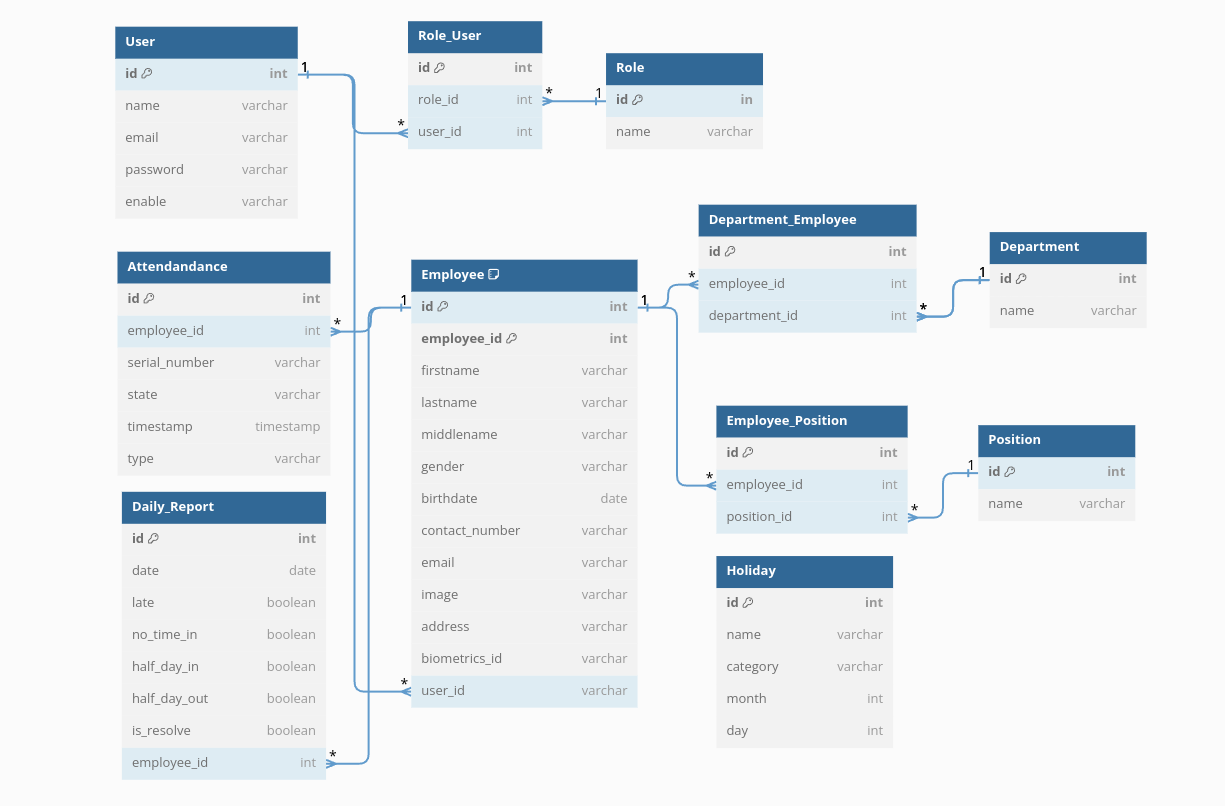 User
id int
name varchar
email varchar
password varchar
enable varchar
1
*
Role_User
id int
role_id int
user_id int
*
1
Role
id in
name varchar
Attendandance
id int
employee_id int
serial_number varchar
state varchar
timestamp timestamp
type varchar
*
1
Employee
id int
employee_id int
firstname varchar
lastname varchar
middlename varchar
gender varchar
birthdate date
contact_number varchar
email varchar
image varchar
address varchar
biometrics_id varchar
user_id varchar
*
1
*
Department_Employee
id int
employee_id int
department_id int
*
1
Department
id int
name varchar
*
Employee_Position
id int
employee_id int
position_id int
*
1
Position
id int
name varchar
Daily_Report
id int
date date
late boolean
no_time_in boolean
half_day_in boolean
half_day_out boolean
is_resolve boolean
employee_id int
*
Holiday
id int
name varchar
category varchar
month int
day int